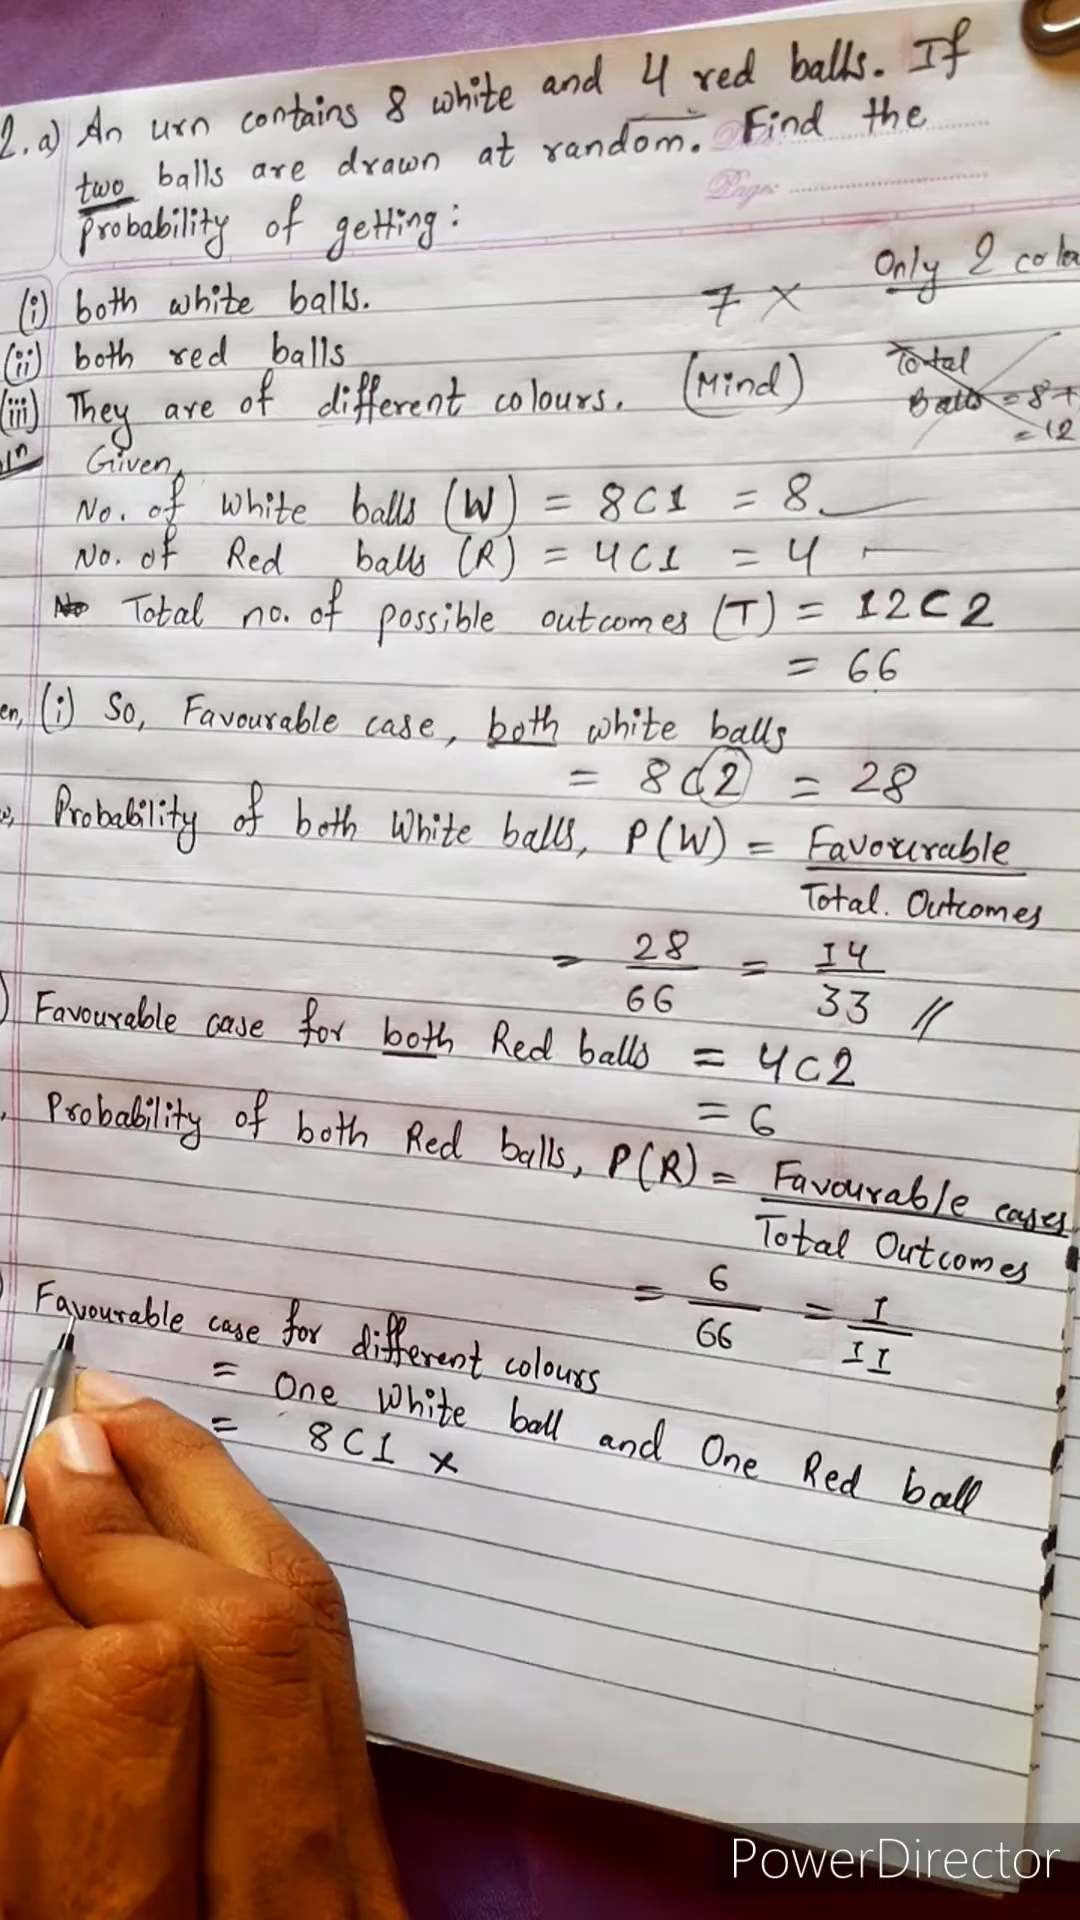 2.a) An urn contains 8 white and 4 red balls. If
two balls are drawn at random. Find the
Page:
probability of getting:
Only 2
(i) both white balls.
7 ×
(ii) both red balls
Total
(iii) They are of different colours. (Mind)
Balls = 8+
= 12
Given,
No. of white balls (W) = 8C1 = 8
No. of Red balls (R) = 4C1 = 4
Total no. of possible outcomes (T) = 12C2
= 66
(i) So, Favourable case, both white balls
= 8C2 = 28
Probability of both White balls, P(W) = Favourable
Total. Outcomes
= 28/66 = 14/33 //
Favourable case for both Red balls = 4C2
= 6
Probability of both Red balls, P(R) = Favourable cases
Total Outcomes
= 6/66 = 1/11
Favourable case for different colours
= One White ball and One Red ball
= 8C1 ×
PowerDirector